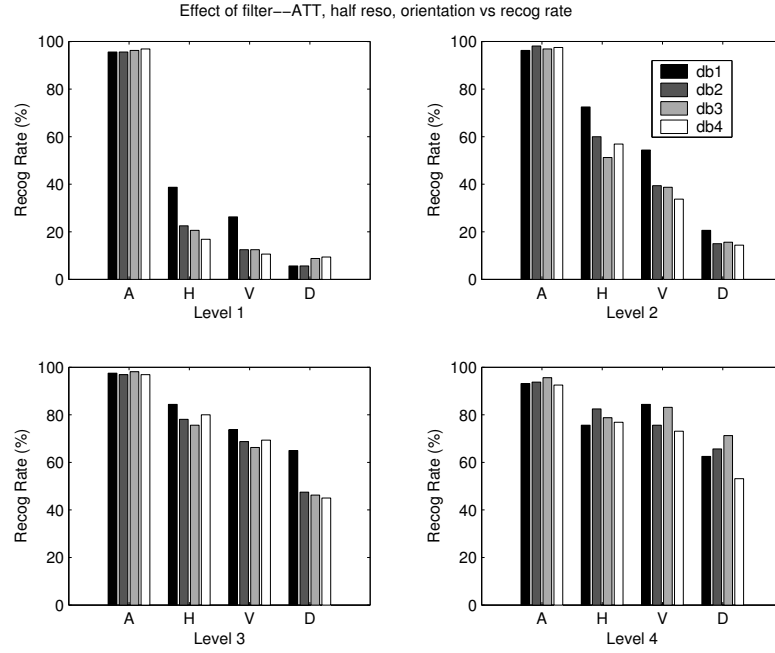 Effect of filter−−ATT, half reso, orientation vs recog rate
100
80
60
40
20
0
Recog Rate (%)
A H V D
Level 1
100
80
60
40
20
0
Recog Rate (%)
A H V D
Level 2
db1
db2
db3
db4
100
80
60
40
20
0
Recog Rate (%)
A H V D
Level 3
100
80
60
40
20
0
Recog Rate (%)
A H V D
Level 4